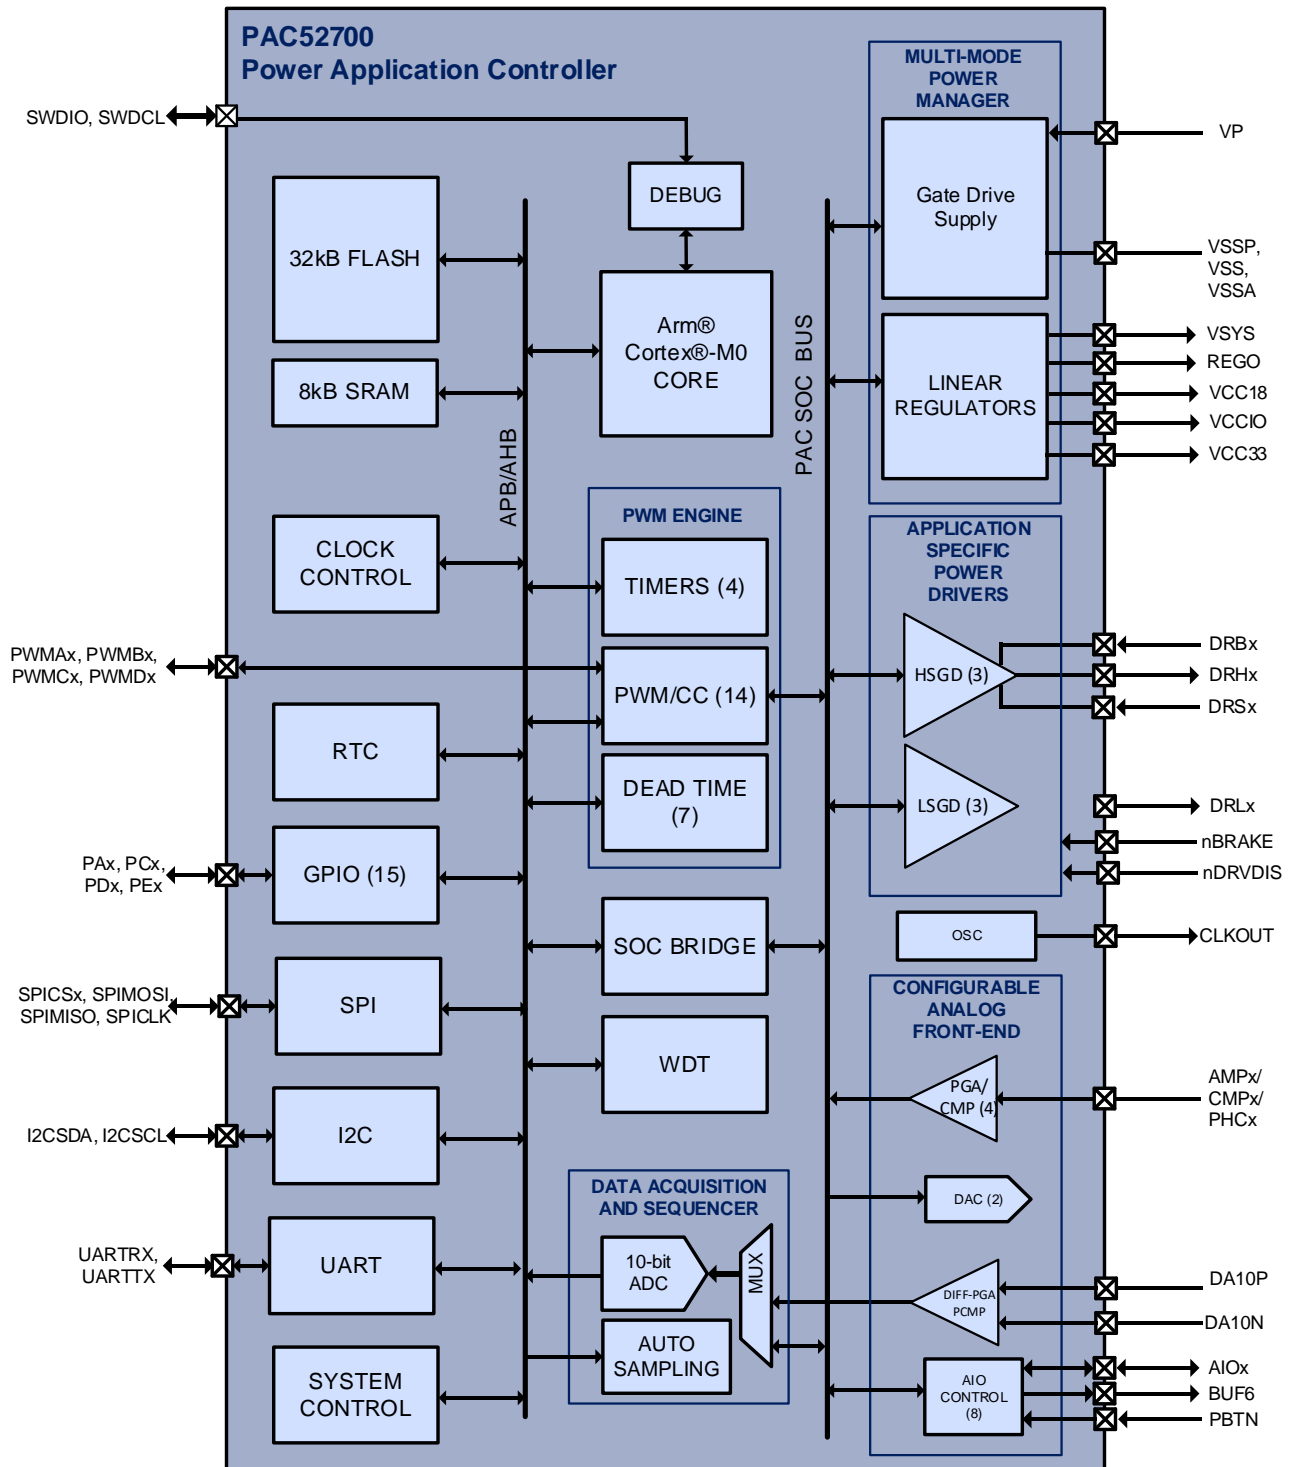 PAC52700
Power Application Controller
SWDIO, SWDCL
32kB FLASH
8kB SRAM
CLOCK
CONTROL
PWMAx, PWMBx,
PWMCx, PWMDx
RTC
PAx, PCx,
PDx, PEx
GPIO (15)
SPICSx, SPIMOSI,
SPIMISO, SPICLK
SPI
I2CSDA, I2CSCL
I2C
UARTRX,
UARTTX
UART
SYSTEM
CONTROL
APB/AHB
DEBUG
Arm®
Cortex®-M0
CORE
PWM ENGINE
TIMERS (4)
PWM/CC (14)
DEAD TIME
(7)
SOC BRIDGE
WDT
DATA ACQUISITION
AND SEQUENCER
10-bit
ADC
MUX
AUTO
SAMPLING
PAC SOC BUS
MULTI-MODE
POWER
MANAGER
Gate Drive
Supply
LINEAR
REGULATORS
VP
VSSP,
VSS,
VSSA
VSYS
REGO
VCC18
VCCIO
VCC33
APPLICATION
SPECIFIC
POWER
DRIVERS
HSGD (3)
LSGD (3)
DRBx
DRHx
DRSx
DRLx
nBRAKE
nDRVDIS
OSC
CLKOUT
CONFIGURABLE
ANALOG
FRONT-END
PGA/
CMP (4)
AMPx/
CMPx/
PHCx
DAC (2)
DIFF-PGA
PCMP
DA10P
DA10N
AIO
CONTROL
(8)
AIOx
BUF6
PBTN